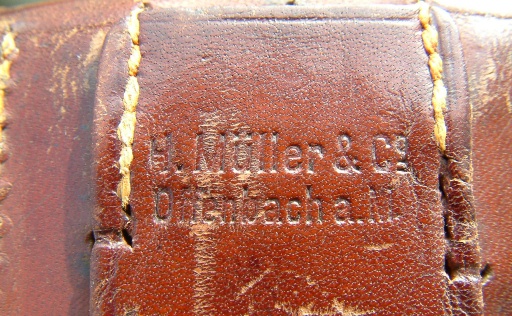 H. Müller & Co
Offenbach a. M.